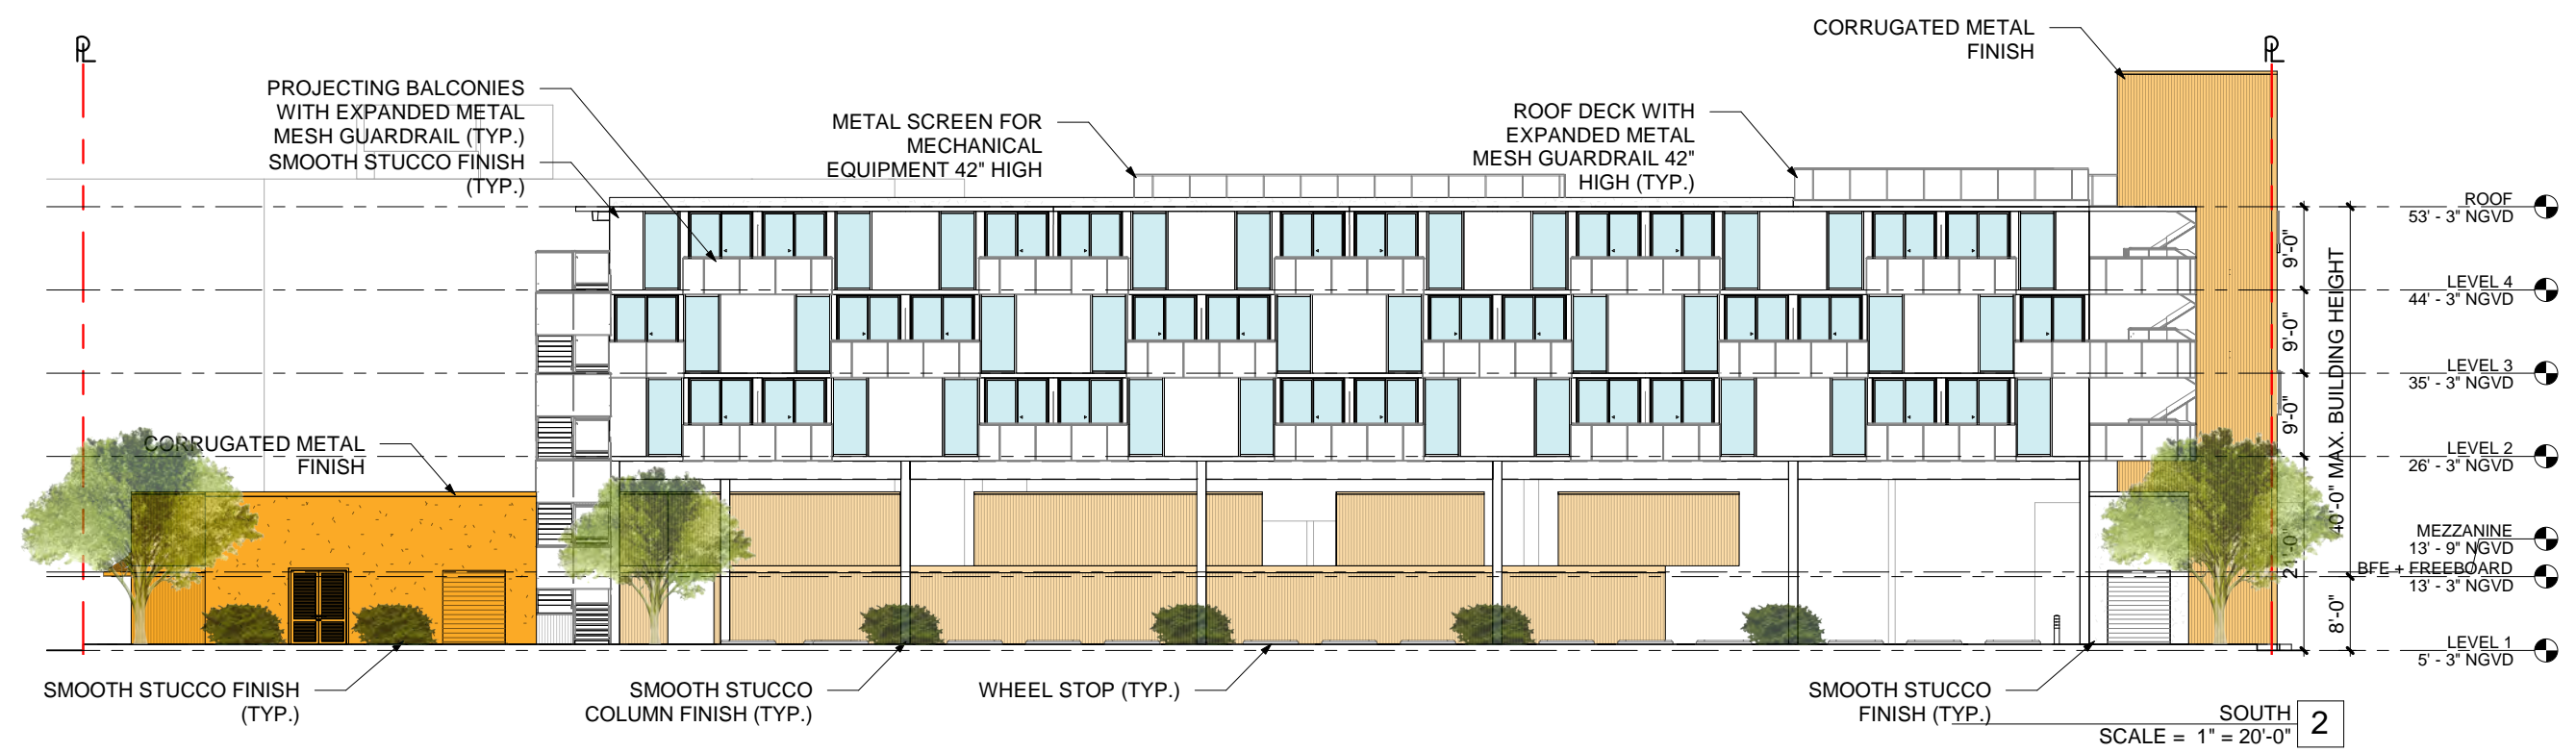 PL
PL
CORRUGATED METAL
FINISH
PROJECTING BALCONIES
WITH EXPANDED METAL
MESH GUARDRAIL (TYP.)
SMOOTH STUCCO FINISH
(TYP.)
METAL SCREEN FOR
MECHANICAL
EQUIPMENT 42" HIGH
ROOF DECK WITH
EXPANDED METAL
MESH GUARDRAIL 42"
HIGH (TYP.)
ROOF
53' - 3" NGVD
9'-0"
LEVEL 4
44' - 3" NGVD
9'-0"
LEVEL 3
35' - 3" NGVD
9'-0"
40'-0" MAX. BUILDING HEIGHT
CORRUGATED METAL
FINISH
LEVEL 2
26' - 3" NGVD
21'-0"
MEZZANINE
13' - 9" NGVD
BFE + FREEBOARD
13' - 3" NGVD
8'-0"
LEVEL 1
5' - 3" NGVD
SMOOTH STUCCO FINISH
(TYP.)
SMOOTH STUCCO
COLUMN FINISH (TYP.)
WHEEL STOP (TYP.)
SMOOTH STUCCO
FINISH (TYP.)
SOUTH
2
SCALE = 1" = 20'-0"